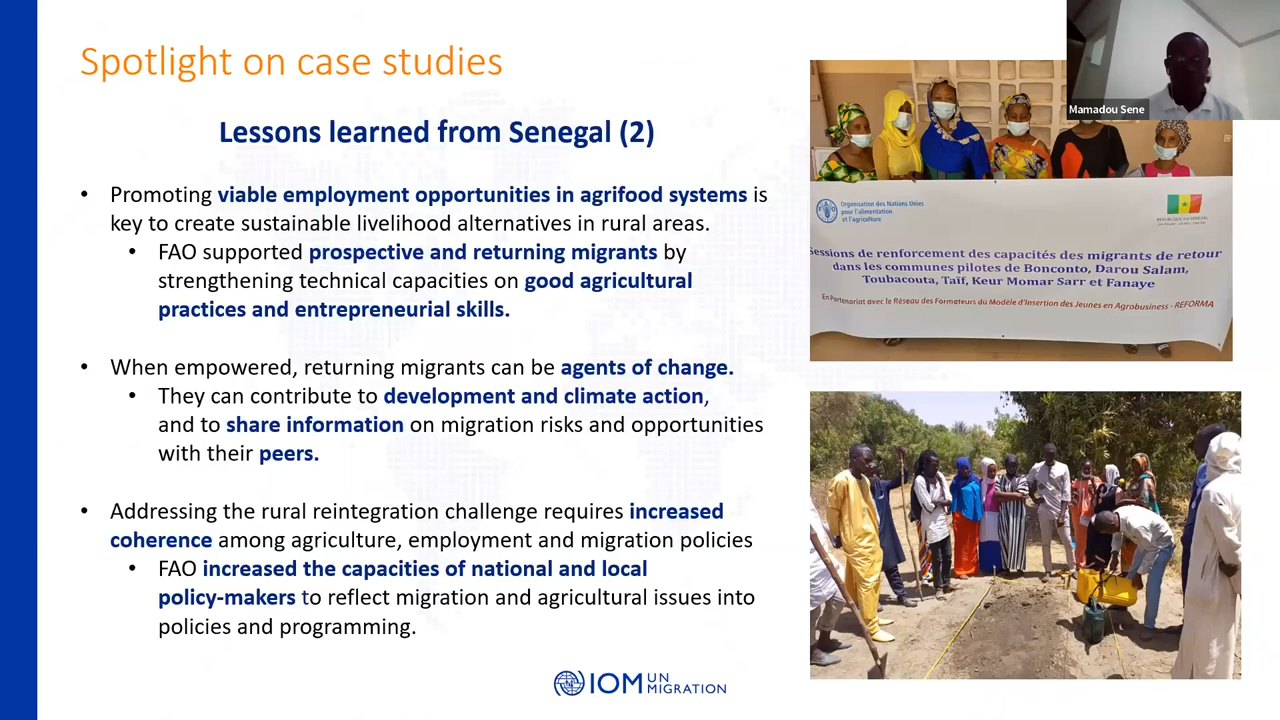 Spotlight on case studies
Lessons learned from Senegal (2)
• Promoting viable employment opportunities in agrifood systems is
key to create sustainable livelihood alternatives in rural areas.
• FAO supported prospective and returning migrants by
strengthening technical capacities on good agricultural
practices and entrepreneurial skills.
• When empowered, returning migrants can be agents of change.
• They can contribute to development and climate action,
and to share information on migration risks and opportunities
with their peers.
• Addressing the rural reintegration challenge requires increased
coherence among agriculture, employment and migration policies
• FAO increased the capacities of national and local
policy-makers to reflect migration and agricultural issues into
policies and programming.
IOM UN
MIGRATION
Mamadou Sene
Organisation des Nations Unies
pour l'alimentation
et l'agriculture
REPUBLIQUE DU SENEGAL
Sessions de renforcement des capacités des migrants de retour
dans les communes pilotes de Bonconto, Darou Salam,
Toubacouta, Taïf, Keur Momar Sarr et Fanaye
En Partenariat avec le Réseau des Formateurs du Modèle d'Insertion des Jeunes en Agrobusiness - REFORMA